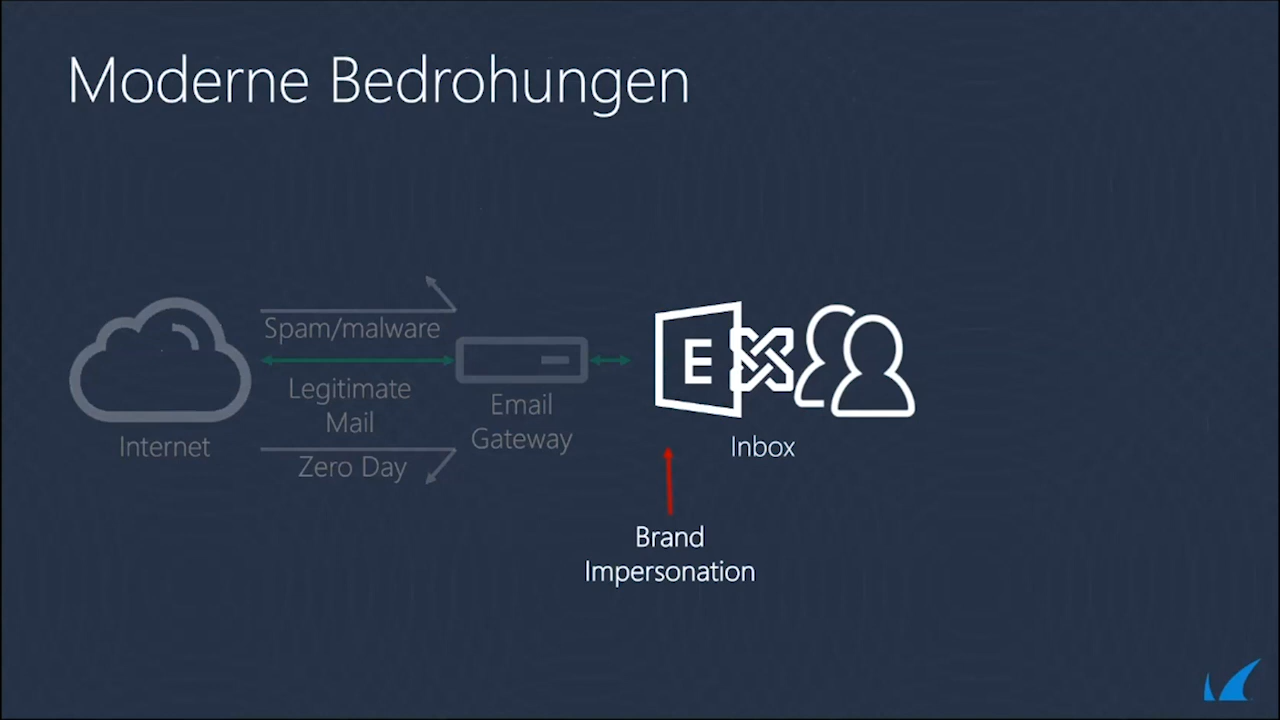 Moderne Bedrohungen
Spam/malware
Legitimate
Mail
Zero Day
Internet
Email
Gateway
E
Inbox
Brand
Impersonation